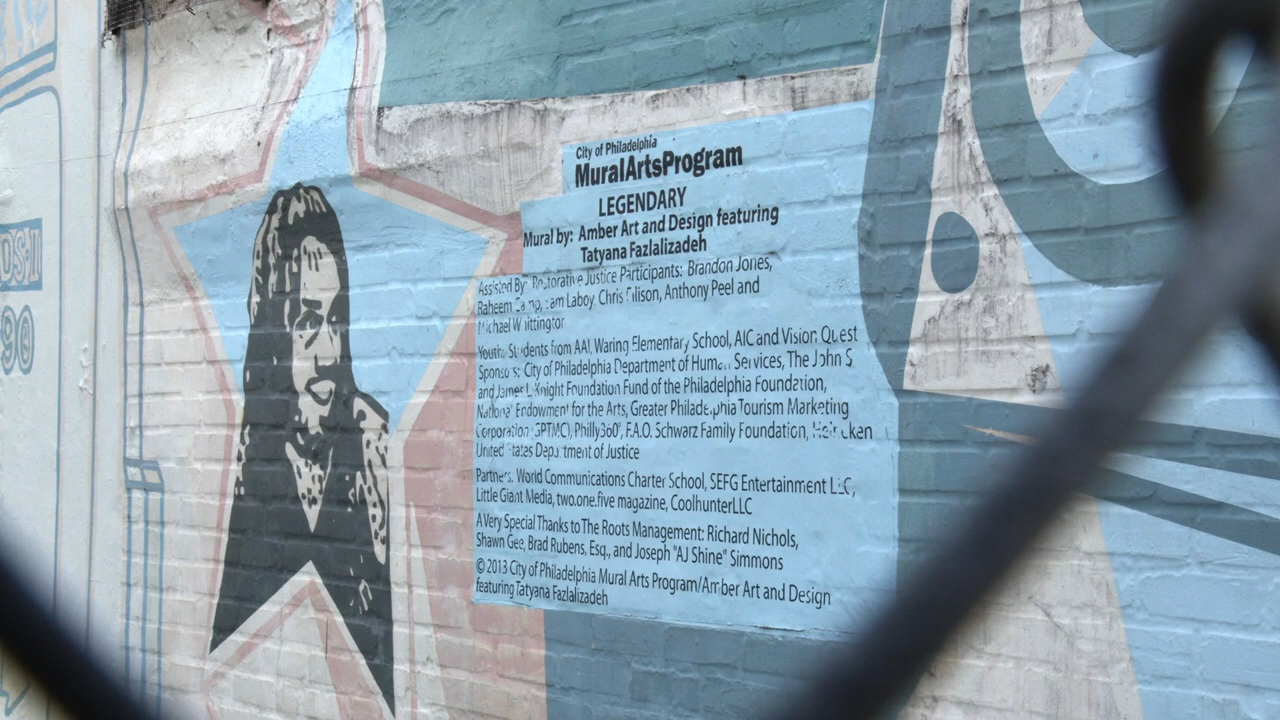 City of Philadelphia
MuralArtsProgram
LEGENDARY
Mural by: Amber Art and Design featuring
Tatyana Fazlalizadeh
Assisted By: Restorative Justice Participants: Brandon Jones,
Raheem Laboy, Chris Anthony Peel and
Michael Whittington
Youth: Students from AAI, Waring Elementary School, AIC and Vision Quest
Sponsors: City of Philadelphia Department of Human Services, The John S
and James L Knight Foundation Fund of the Philadelphia Foundation,
National Endowment for the Arts, Greater Philadelphia Tourism Marketing
Corporation (GPTMC), Philly360°, F.A.O. Schwarz Family Foundation, Heineken
United States Department of Justice
Partners: World Communications Charter School, SEFG Entertainment LLC,
Little Giant Media, two.one.five magazine, CoolhunterLLC
A Very Special Thanks to The Roots Management: Richard Nichols,
Shawn Gee, Brad Rubens, Esq., and Joseph "AJ Shine" Simmons
© 2013 City of Philadelphia Mural Arts Program/Amber Art and Design
featuring Tatyana Fazlalizadeh
90